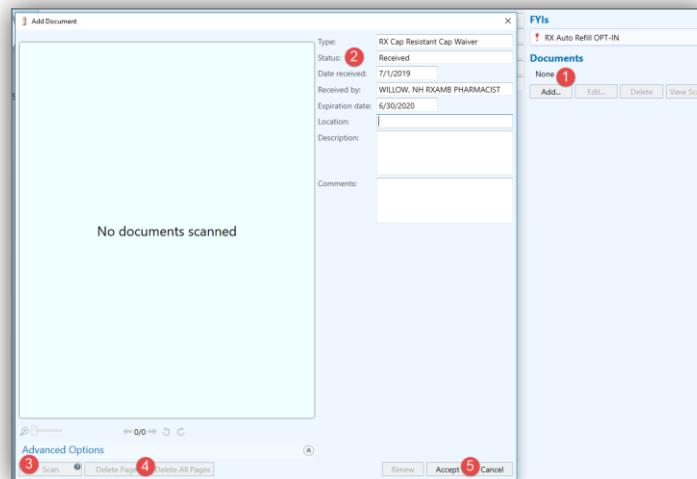 Add Document
Type: RX Cap Resistant Cap Waiver
Status: 2 Received
Date received: 7/1/2019
Received by: WILLOW, NH RXAMB PHARMACIST
Expiration date: 6/30/2020
Location:
Description:
Comments:
No documents scanned
0/0
Advanced Options
3 Scan Delete Page 4 Delete All Pages Renew Accept 5 Cancel
FYIs
RX Auto Refill OPT-IN
Documents
None 1
Add... Edit... Delete View